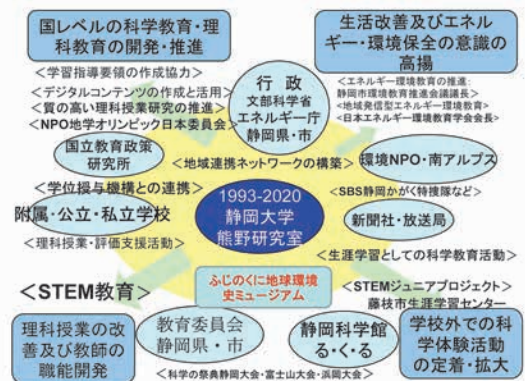 国レベルの科学教育・理
科教育の開発・推進
生活改善及びエネル
ギー・環境保全の意識の
高揚
<学習指導要領の作成協力>
<デジタルコンテンツの作成と活用>
<質の高い理科授業研究の推進>
<NPO地学オリンピック日本委員会>
行 政
文部科学省
エネルギー庁
静岡県・市
<エネルギー環境教育の推進:
静岡市環境教育推進会議議長>
<地域発信型エネルギー環境教育>
<日本エネルギー環境教育学会会長>
国立教育政策
研究所
<地域連携ネットワークの構築>
環境NPO・南アルプス
<学位授与機構との連携>
1993-2020
静岡大学
熊野研究室
<SBS静岡かがく特捜隊など>
附属・公立・私立学校
新聞社・放送局
<理科授業・評価支援活動>
<生涯学習としての科学教育活動>
ふじのくに地球環境
史ミュージアム
<STEM教育>
<STEMジュニアプロジェクト>
藤枝市生涯学習センター
理科授業の改
善及び教師の
職能開発
教育委員会
静岡県・市
静岡科学館
る・く・る
学校外での科
学体験活動の
定着・拡大
<科学の祭典静岡大会・富士山大会・浜岡大会>